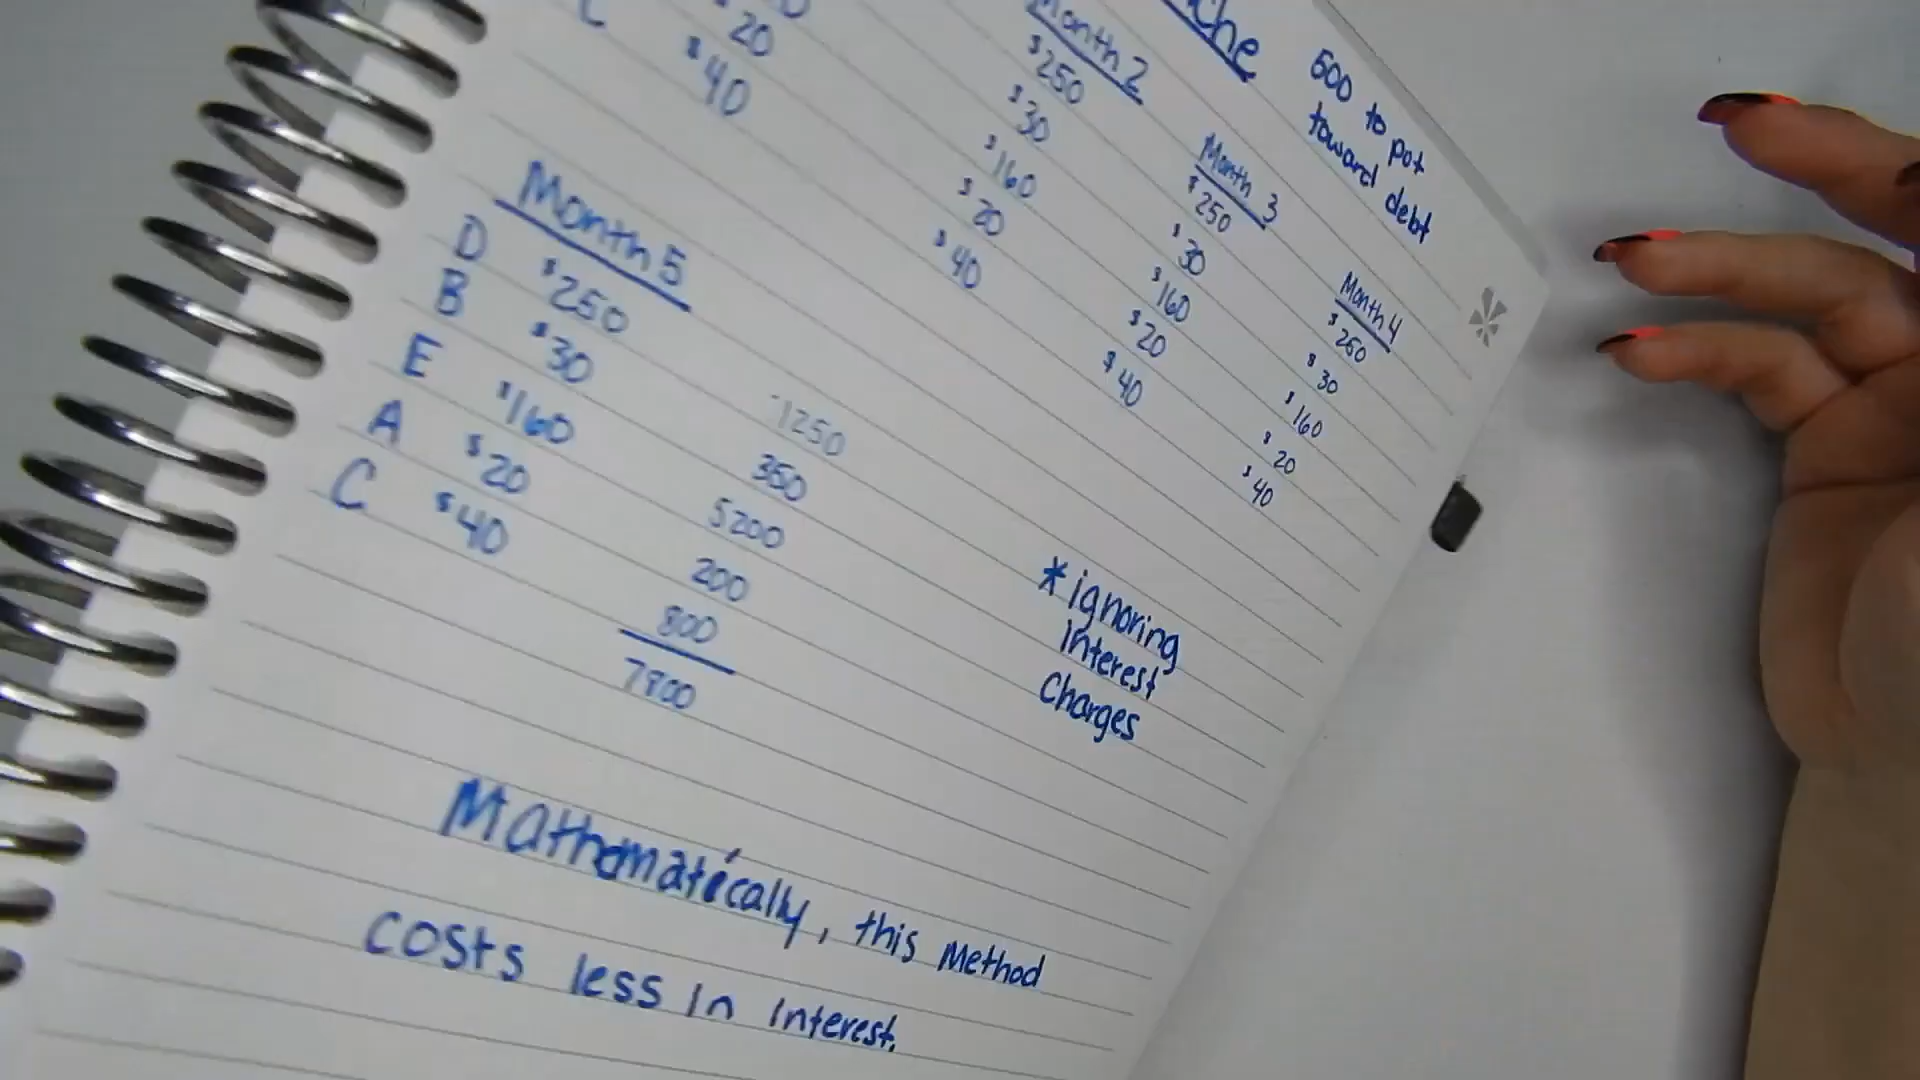 500 to put
toward debt
$20
C $40
Month 2
$250
$30
$160
$20
$40
Month 3
$250
$30
$160
$20
$40
Month 4
$250
$30
$160
$20
$40
Month 5
D $250 1250
B $30 350
E $160 5200
A $20 200
C $40 800
7800
*ignoring
interest
charges
Mathematically, this method
costs less in interest.